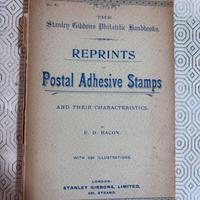 THE
Stanley Gibbons Philatelic Handbooks.
REPRINTS
OF
Postal Adhesive Stamps
AND THEIR CHARACTERISTICS.
BY
E. D. BACON.
WITH 238 ILLUSTRATIONS.
LONDON:
STANLEY GIBBONS, LIMITED,
391, STRAND.